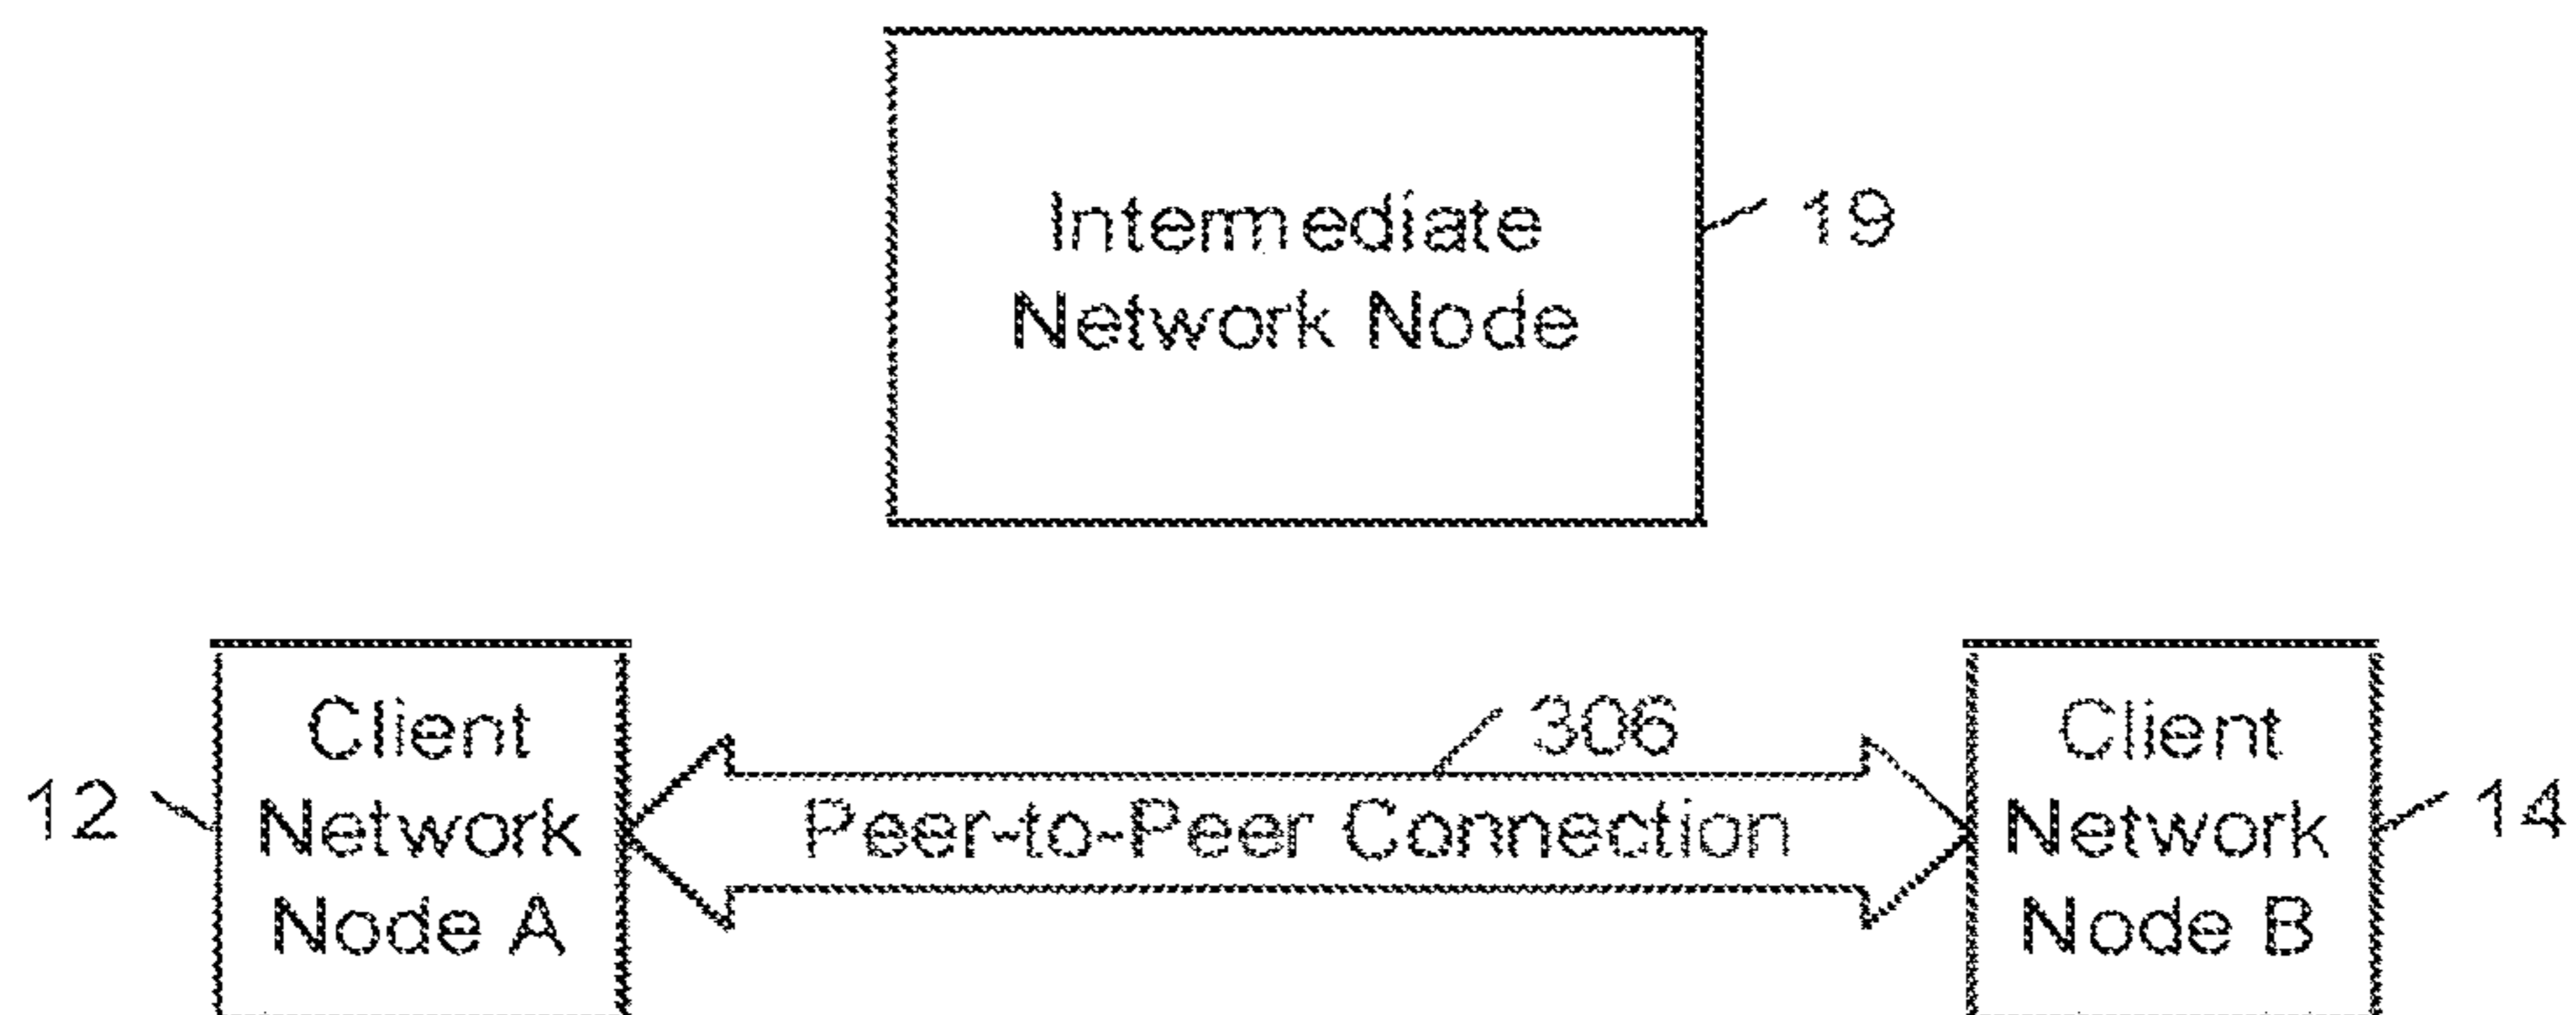 Intermediate
Network Node
19
12
Client
Network
Node A
306
Peer-to-Peer Connection
Client
Network
Node B
14